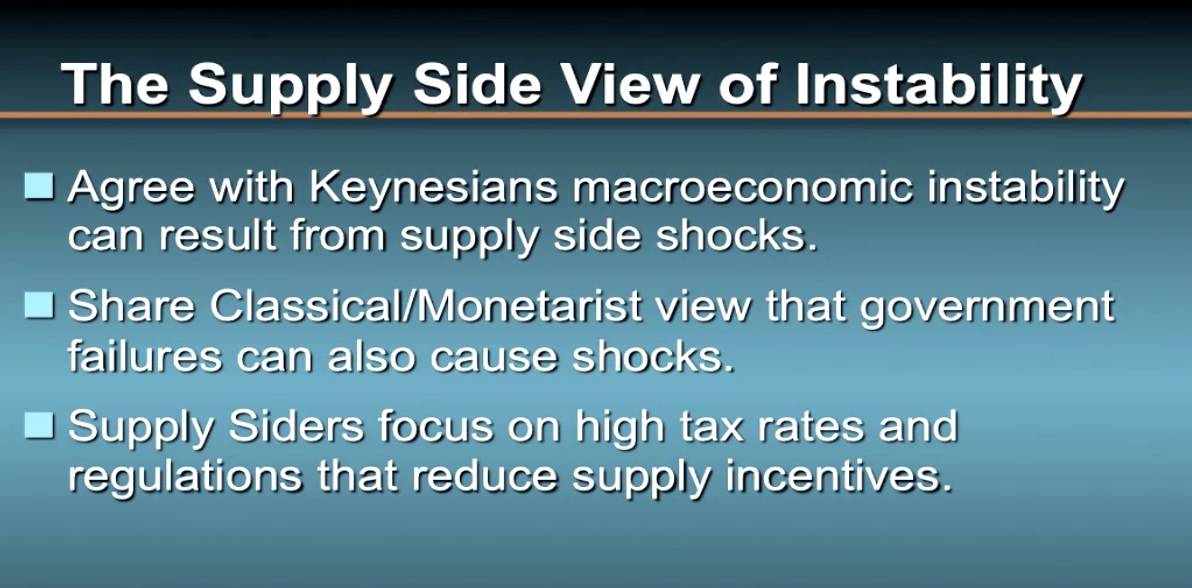 The Supply Side View of Instability
Agree with Keynesians macroeconomic instability
can result from supply side shocks.
Share Classical/Monetarist view that government
failures can also cause shocks.
Supply Siders focus on high tax rates and
regulations that reduce supply incentives.